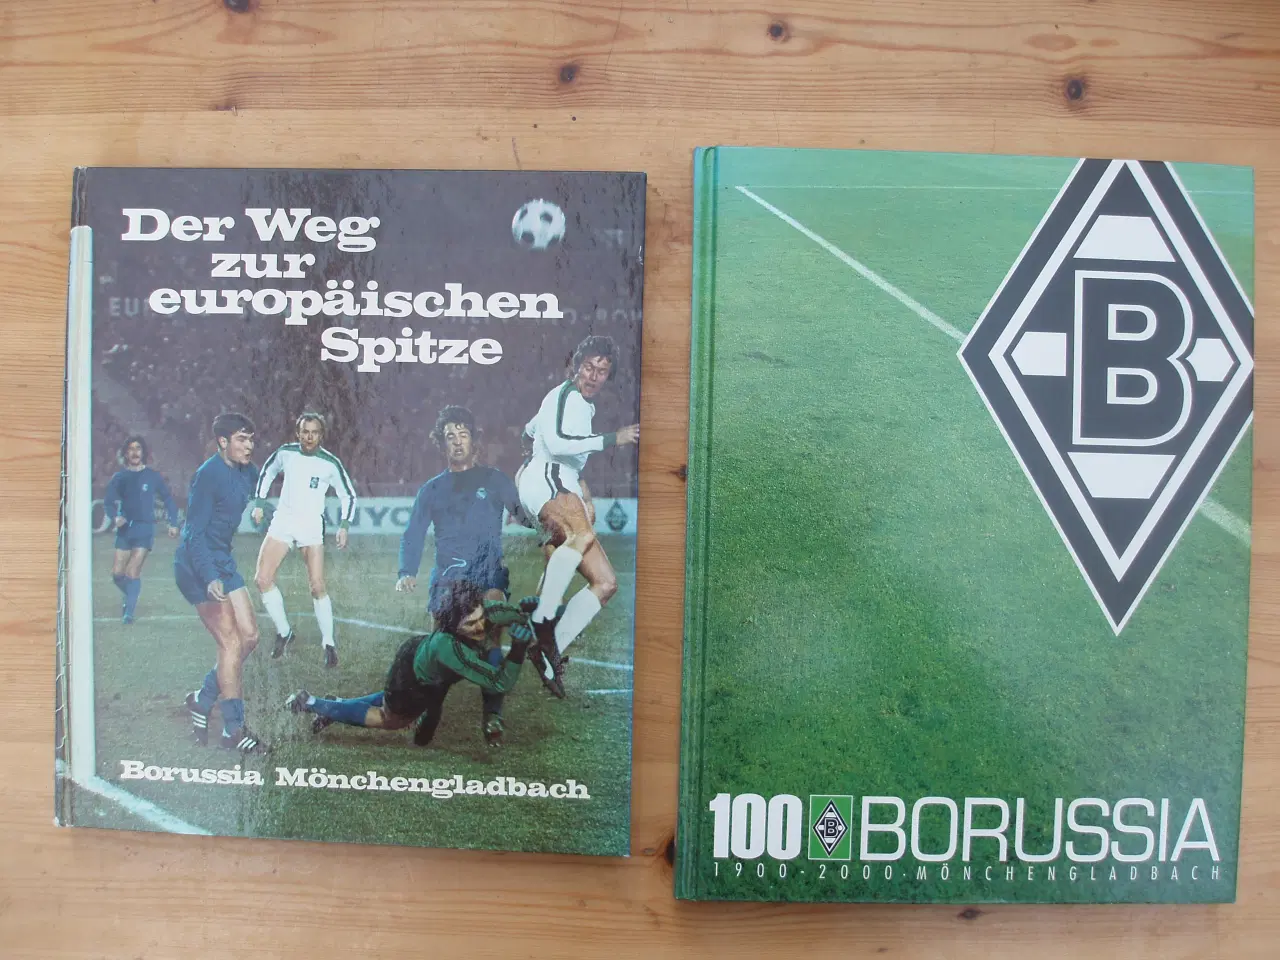 Der Weg
zur
europäischen
Spitze
Borussia Mönchengladbach
B
100 B BORUSSIA
1900-2000·MÖNCHENGLADBACH